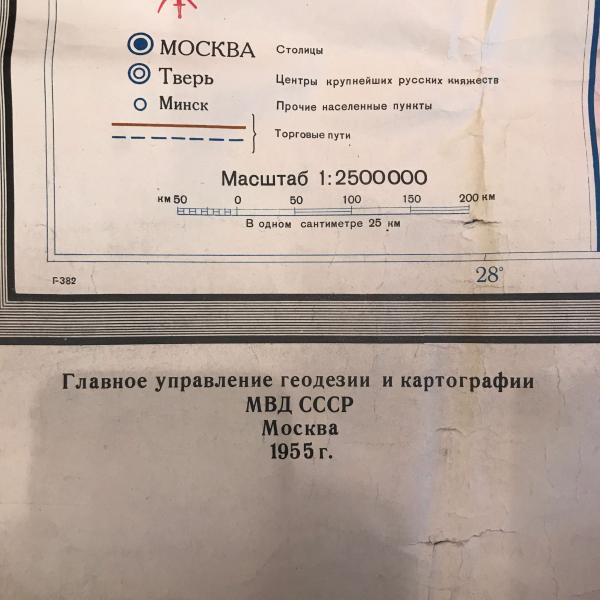 МОСКВА Столицы
Тверь Центры крупнейших русских княжеств
Минск Прочие населенные пункты
Торговые пути
Масштаб 1:2500000
км 50 0 50 100 150 200 км
В одном сантиметре 25 км
Г-382
28°
Главное управление геодезии и картографии
МВД СССР
Москва
1955 г.